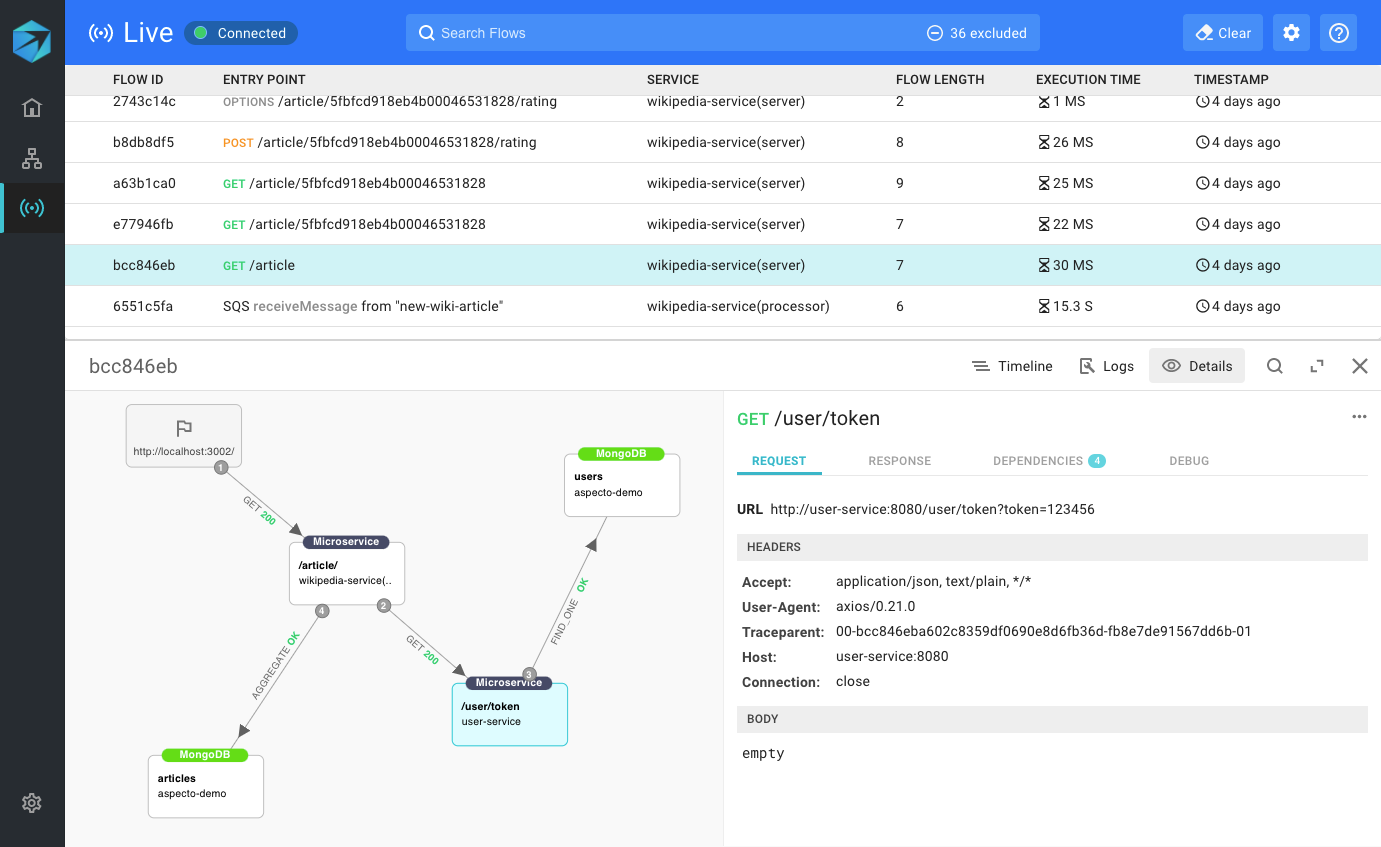 Live
Connected
Search Flows
36 excluded
Clear
FLOW ID ENTRY POINT SERVICE FLOW LENGTH EXECUTION TIME TIMESTAMP
2743c14c OPTIONS /article/5fbfcd918eb4b00046531828/rating wikipedia-service(server) 2 1 MS 4 days ago
b8db8df5 POST /article/5fbfcd918eb4b00046531828/rating wikipedia-service(server) 8 26 MS 4 days ago
a63b1ca0 GET /article/5fbfcd918eb4b00046531828 wikipedia-service(server) 9 25 MS 4 days ago
e77946fb GET /article/5fbfcd918eb4b00046531828 wikipedia-service(server) 7 22 MS 4 days ago
bcc846eb GET /article wikipedia-service(server) 7 30 MS 4 days ago
6551c5fa SQS receiveMessage from "new-wiki-article" wikipedia-service(processor) 6 15.3 S 4 days ago
bcc846eb
Timeline
Logs
Details
http://localhost:3002/
1
GET 200
Microservice
/article/
wikipedia-service(..
4
2
AGGREGATE OK
GET 200
MongoDB
users
aspecto-demo
FIND_ONE OK
3
Microservice
/user/token
user-service
MongoDB
articles
aspecto-demo
GET /user/token
REQUEST RESPONSE DEPENDENCIES 4 DEBUG
URL http://user-service:8080/user/token?token=123456
HEADERS
Accept: application/json, text/plain, */*
User-Agent: axios/0.21.0
Traceparent: 00-bcc846eba602c8359df0690e8d6fb36d-fb8e7de91567dd6b-01
Host: user-service:8080
Connection: close
BODY
empty